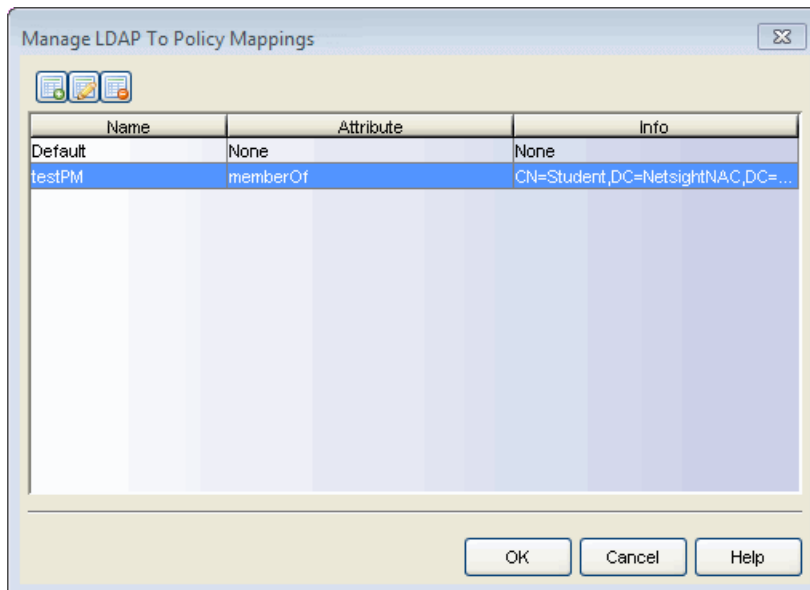 Manage LDAP To Policy Mappings
Name Attribute Info
Default None None
testPM memberOf CN=Student,DC=NetsightNAC,DC=...
OK Cancel Help